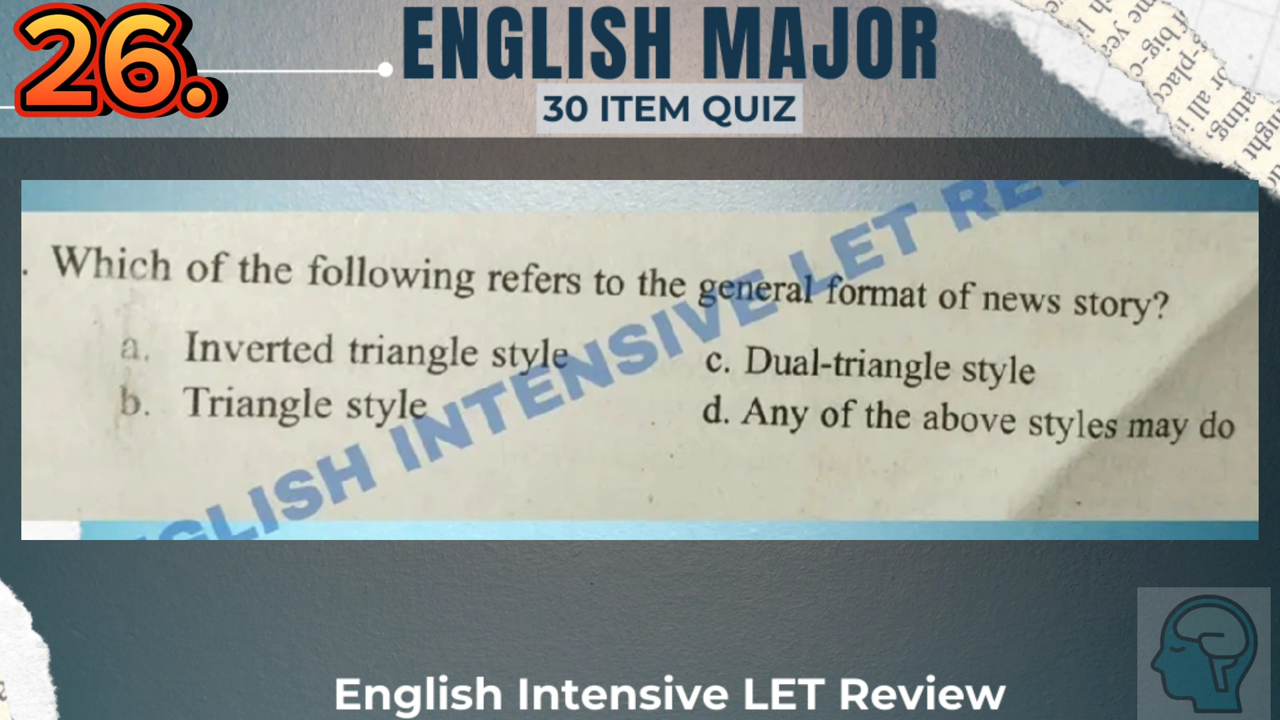 26.
ENGLISH MAJOR
30 ITEM QUIZ
. Which of the following refers to the general format of news story?
a. Inverted triangle style
b. Triangle style
c. Dual-triangle style
d. Any of the above styles may do
GLISH INTENSIVE LET RE
English Intensive LET Review